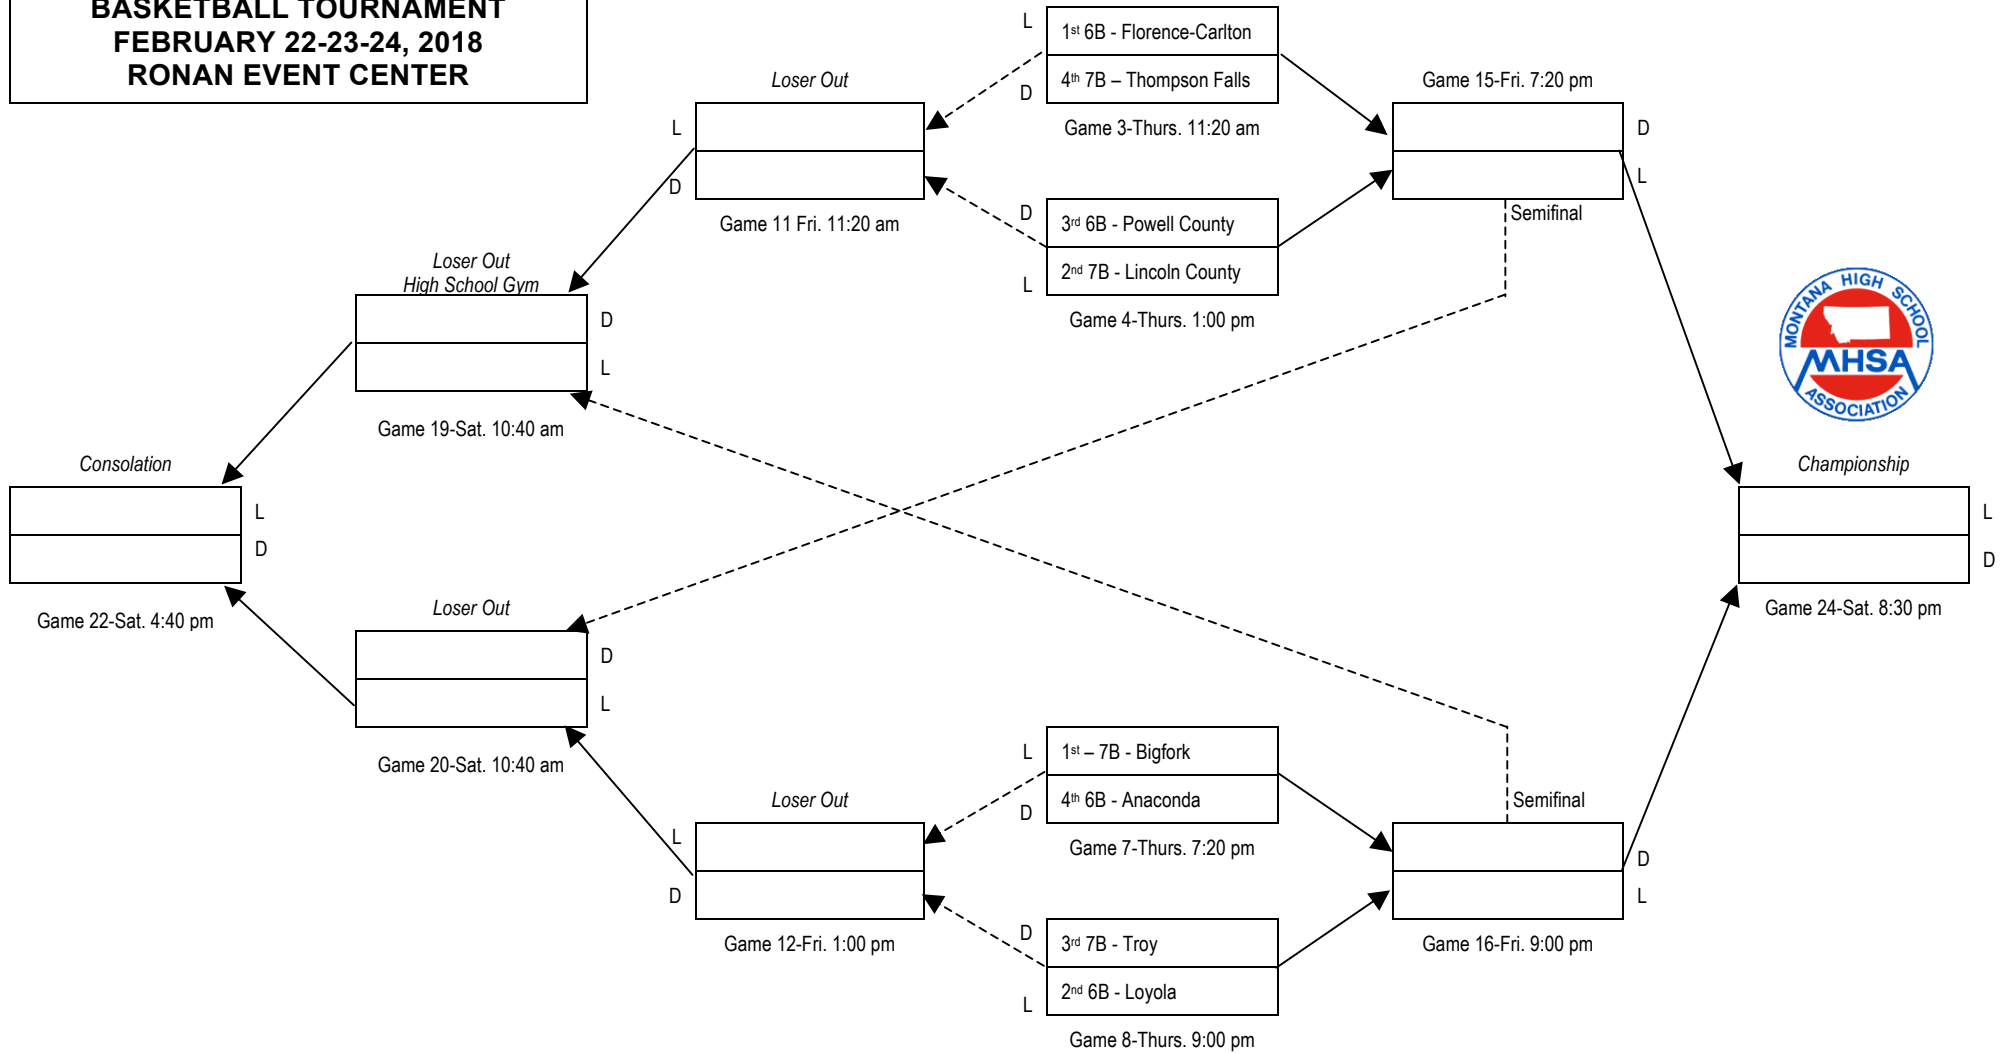 BASKETBALL TOURNAMENT
FEBRUARY 22-23-24, 2018
RONAN EVENT CENTER
L
1st 6B - Florence-Carlton
4th 7B – Thompson Falls
D
Game 3-Thurs. 11:20 am
Loser Out
L
D
Game 11 Fri. 11:20 am
D
3rd 6B - Powell County
2nd 7B - Lincoln County
L
Game 4-Thurs. 1:00 pm
Game 15-Fri. 7:20 pm
D
L
Semifinal
Loser Out
High School Gym
D
L
Game 19-Sat. 10:40 am
MONTANA HIGH SCHOOL
MHSA
ASSOCIATION
Consolation
L
D
Game 22-Sat. 4:40 pm
Championship
L
D
Game 24-Sat. 8:30 pm
Loser Out
D
L
Game 20-Sat. 10:40 am
L
1st – 7B - Bigfork
4th 6B - Anaconda
D
Game 7-Thurs. 7:20 pm
Loser Out
L
D
Game 12-Fri. 1:00 pm
D
3rd 7B - Troy
2nd 6B - Loyola
L
Game 8-Thurs. 9:00 pm
Semifinal
D
L
Game 16-Fri. 9:00 pm